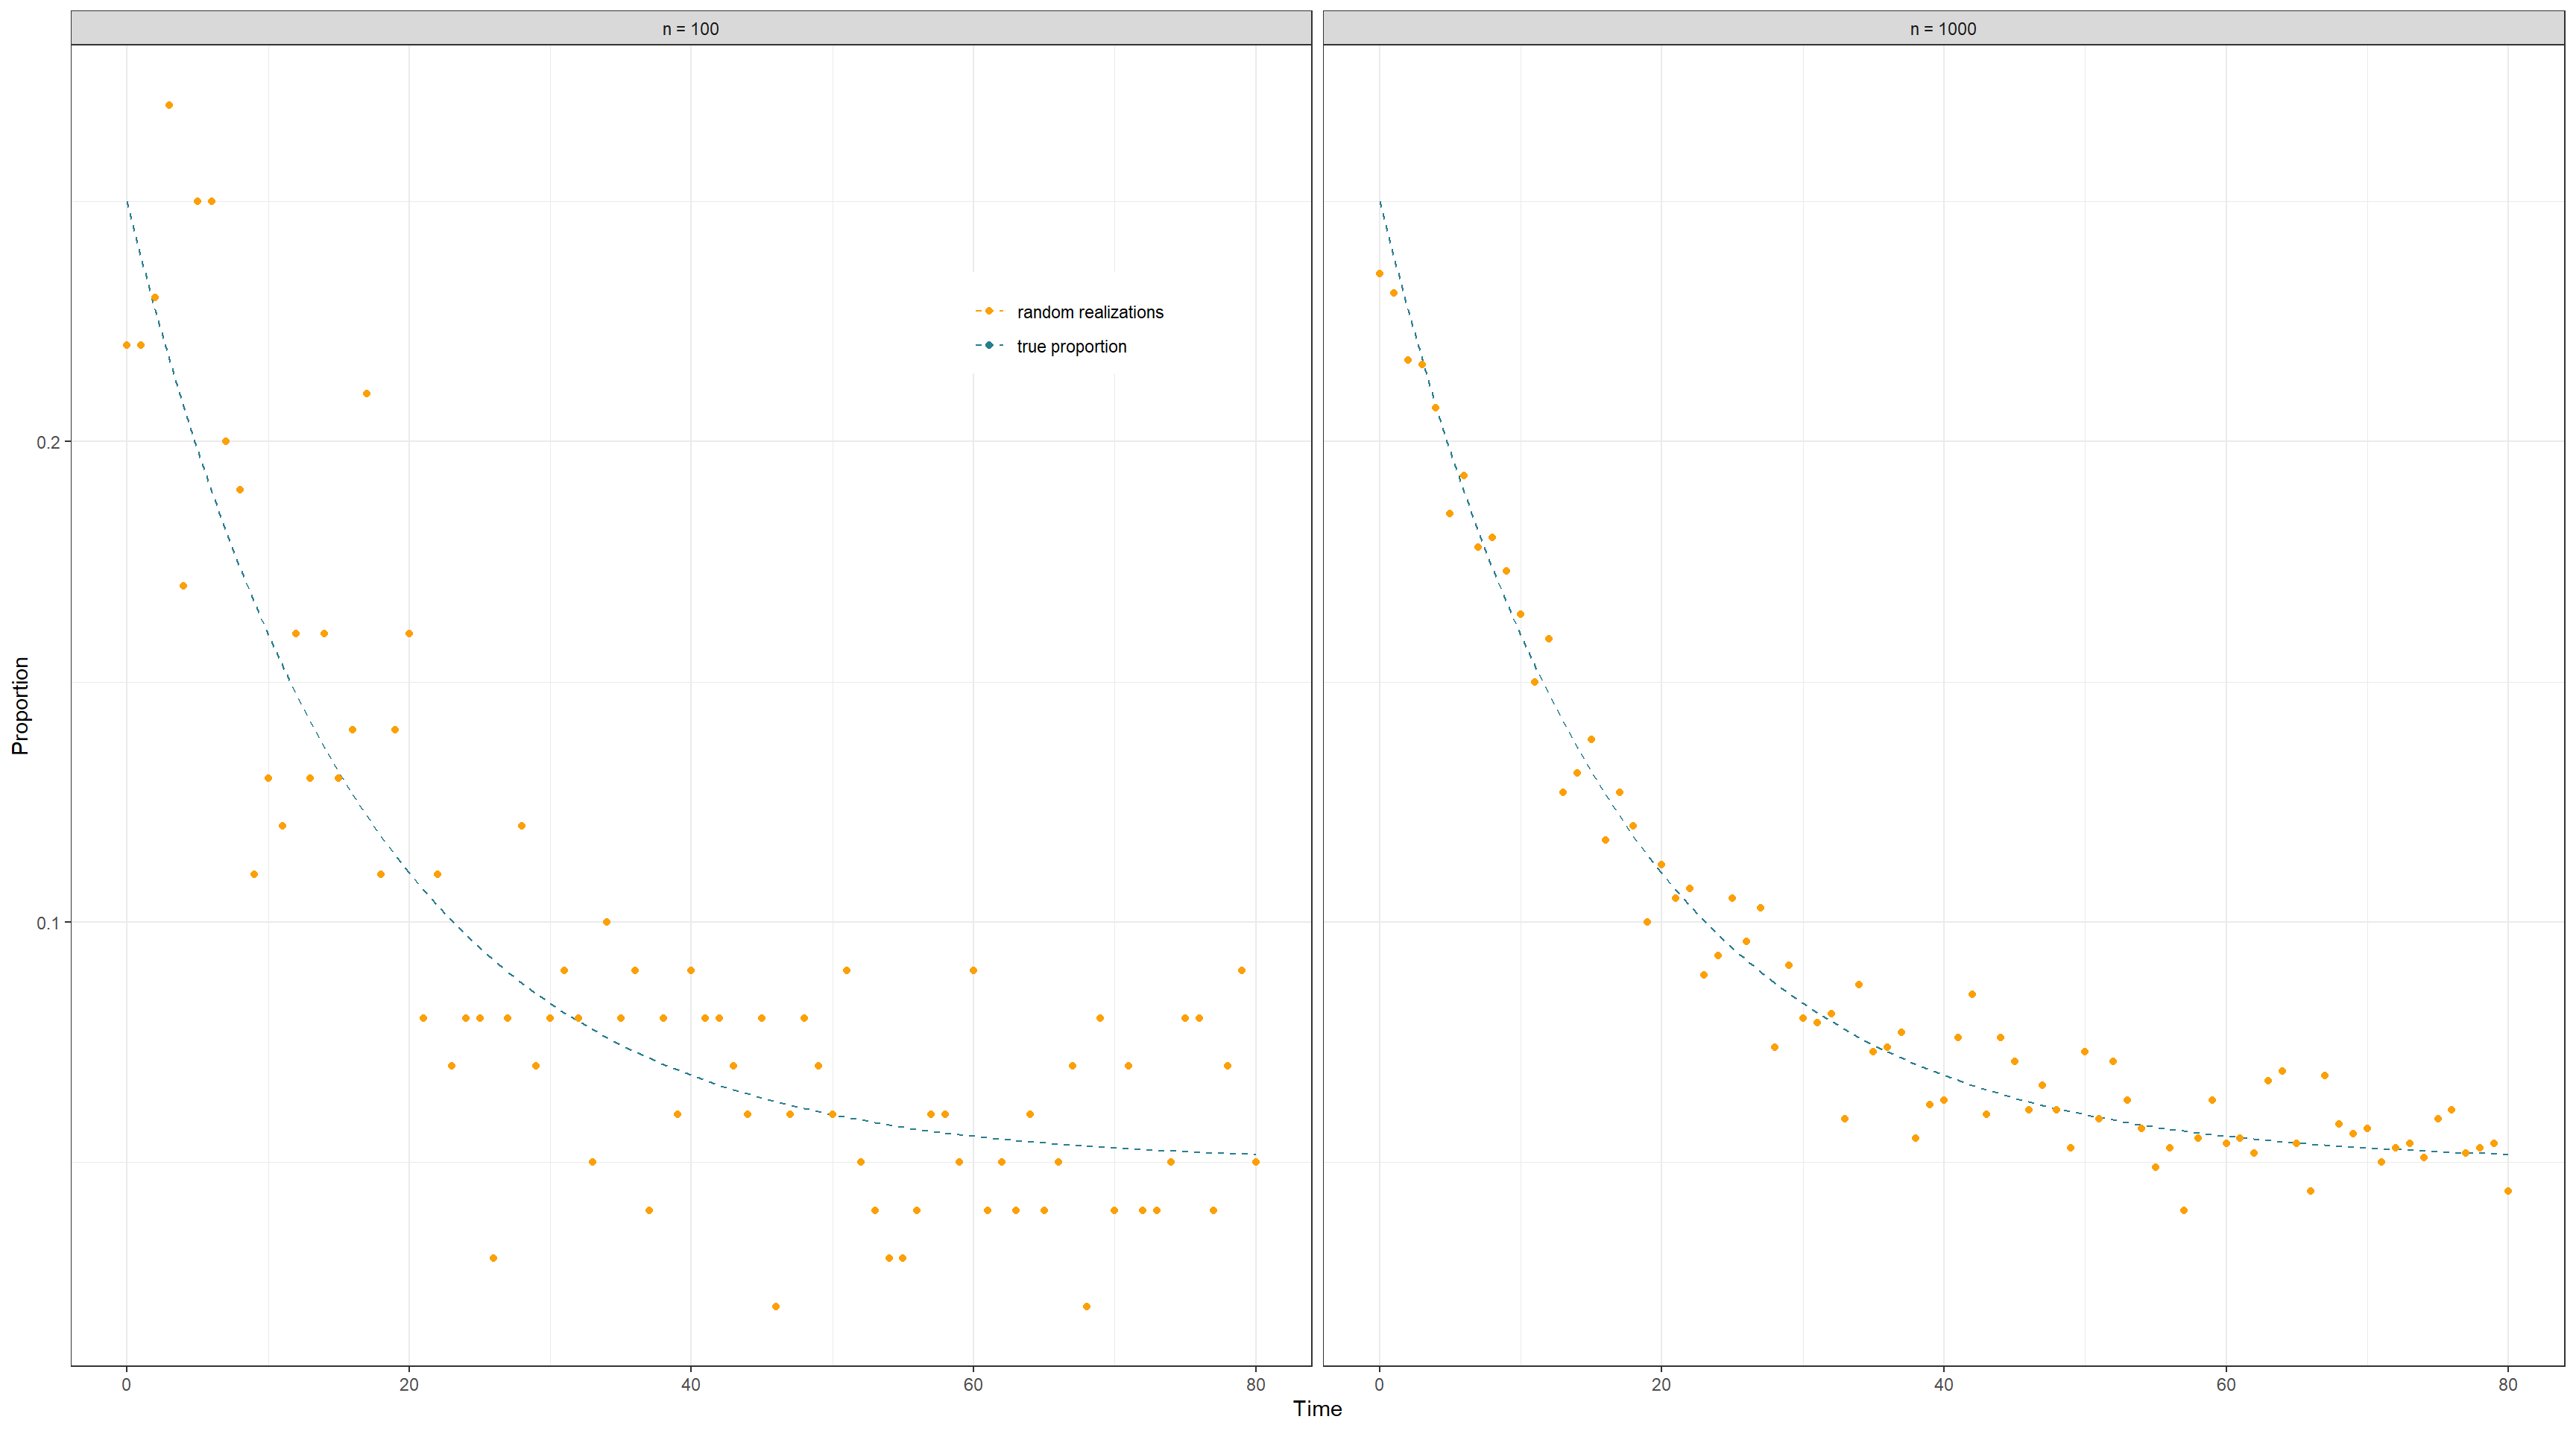 n = 100
n = 1000
random realizations
true proportion
Proportion
0.2
0.1
0 20 40 60 80
0 20 40 60 80
Time